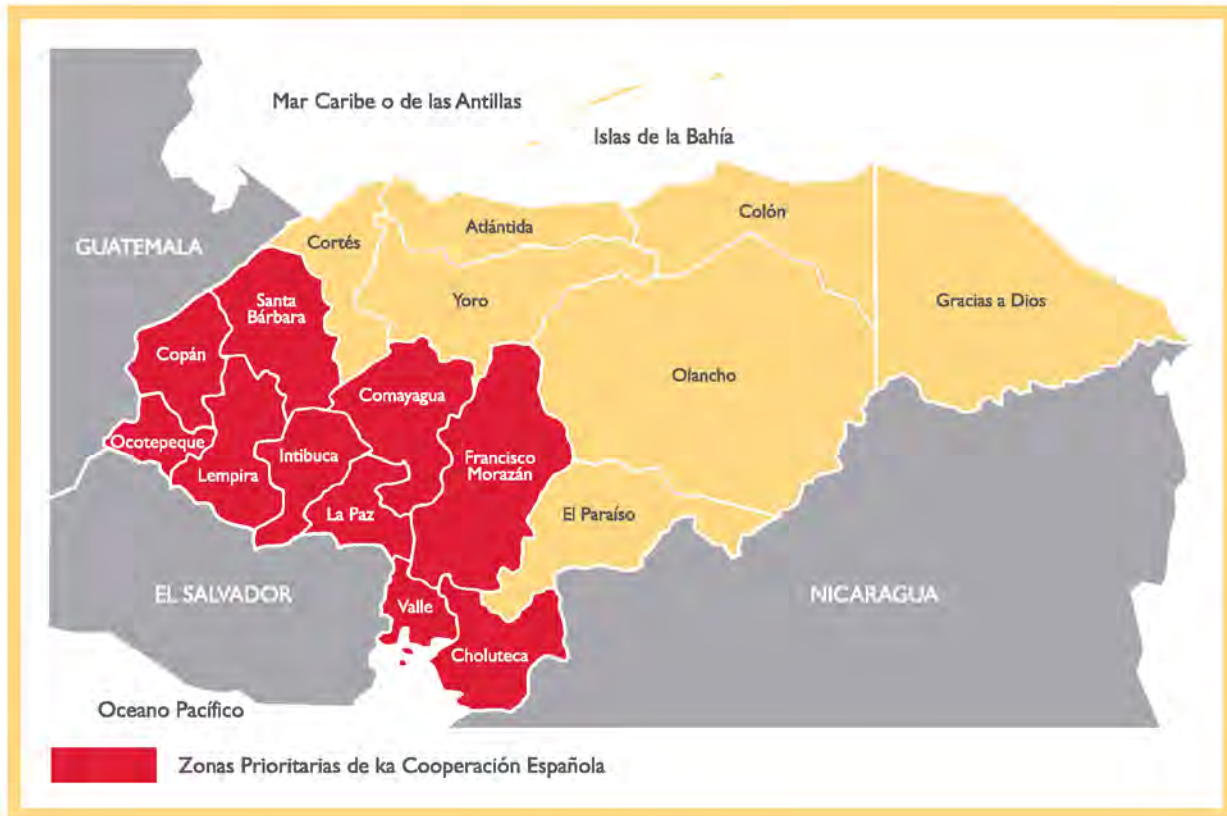 Mar Caribe o de las Antillas
Islas de la Bahía
GUATEMALA
Cortés
Atlántida
Colón
Yoro
Gracias a Dios
Santa
Bárbara
Copán
Olancho
Comayagua
Ocotepeque
Lempira
Intibuca
Francisco
Morazán
La Paz
El Paraíso
EL SALVADOR
Valle
NICARAGUA
Choluteca
Oceano Pacífico
Zonas Prioritarias de ka Cooperación Española